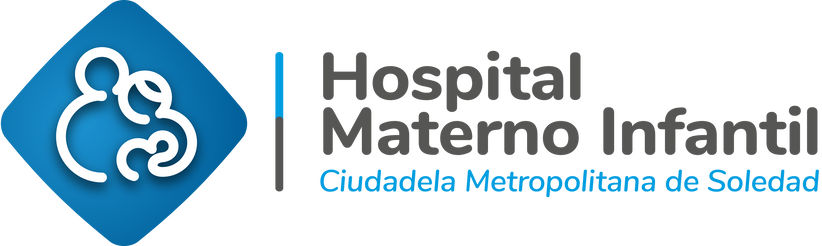 Hospital
Materno Infantil
Ciudadela Metropolitana de Soledad